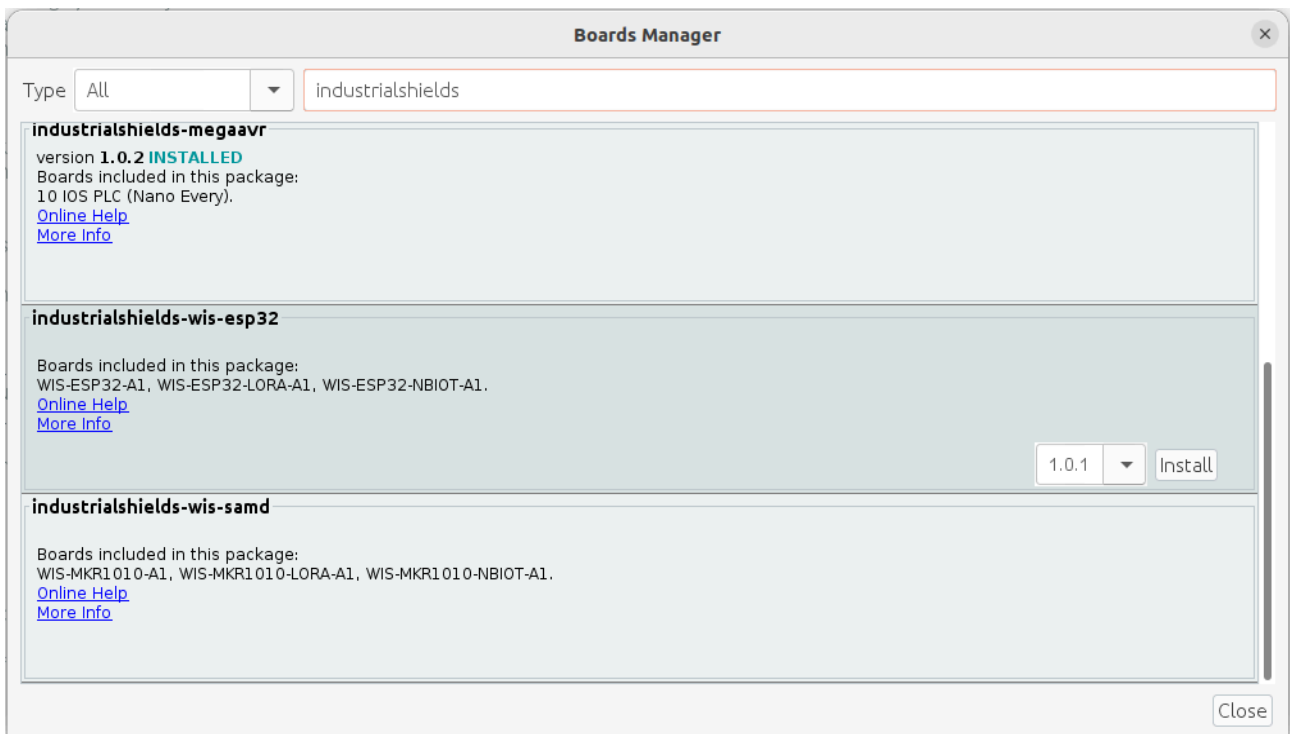 Boards Manager
Type All industrialshields
industrialshields-megaavr
version 1.0.2 INSTALLED
Boards included in this package:
10 IOS PLC (Nano Every).
Online Help
More Info
industrialshields-wis-esp32
Boards included in this package:
WIS-ESP32-A1, WIS-ESP32-LORA-A1, WIS-ESP32-NBIOT-A1.
Online Help
More Info
1.0.1 Install
industrialshields-wis-samd
Boards included in this package:
WIS-MKR1010-A1, WIS-MKR1010-LORA-A1, WIS-MKR1010-NBIOT-A1.
Online Help
More Info
Close